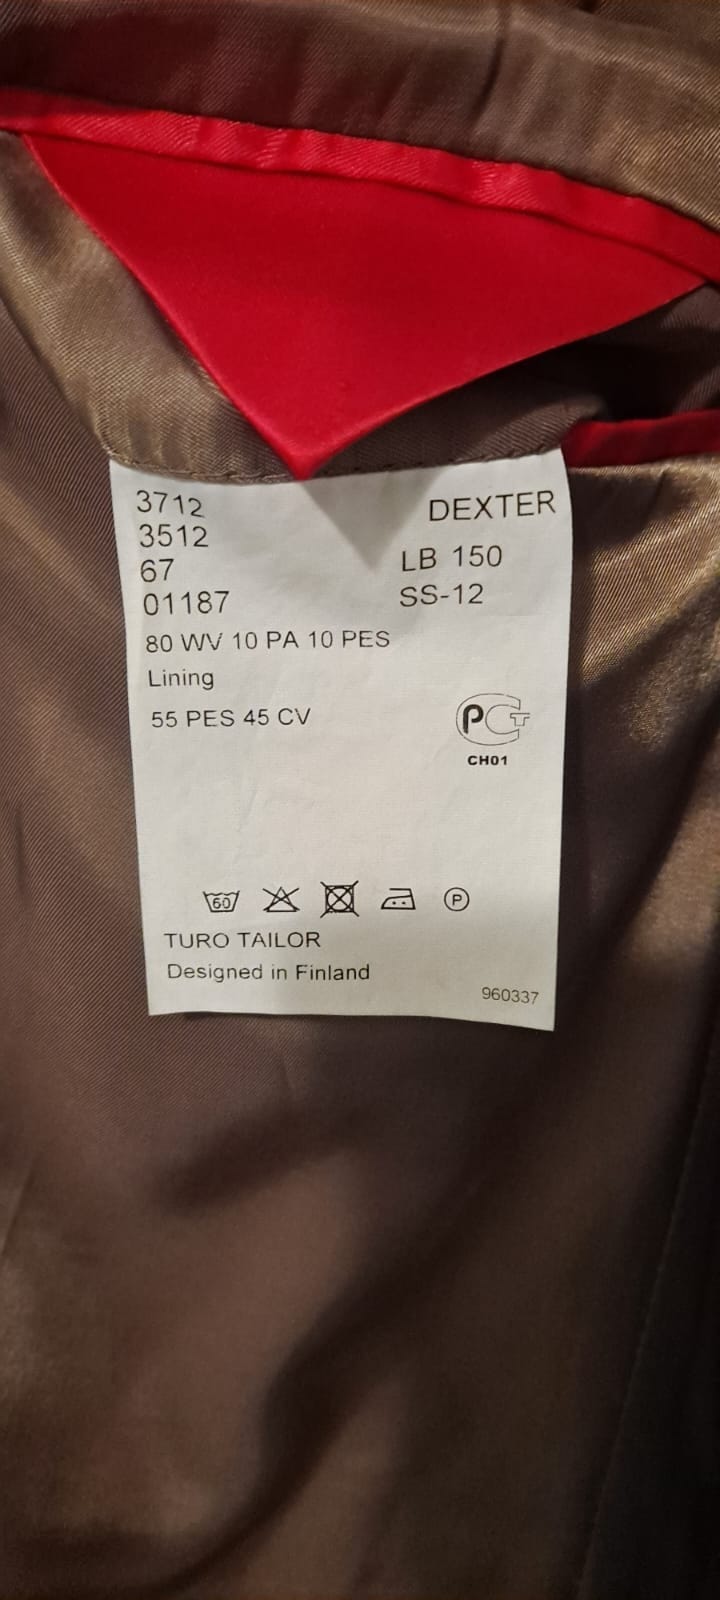 3712 DEXTER
3512
67 LB 150
01187 SS-12
80 WV 10 PA 10 PES
Lining
55 PES 45 CV
РСТ
CH01
60 P
TURO TAILOR
Designed in Finland
960337